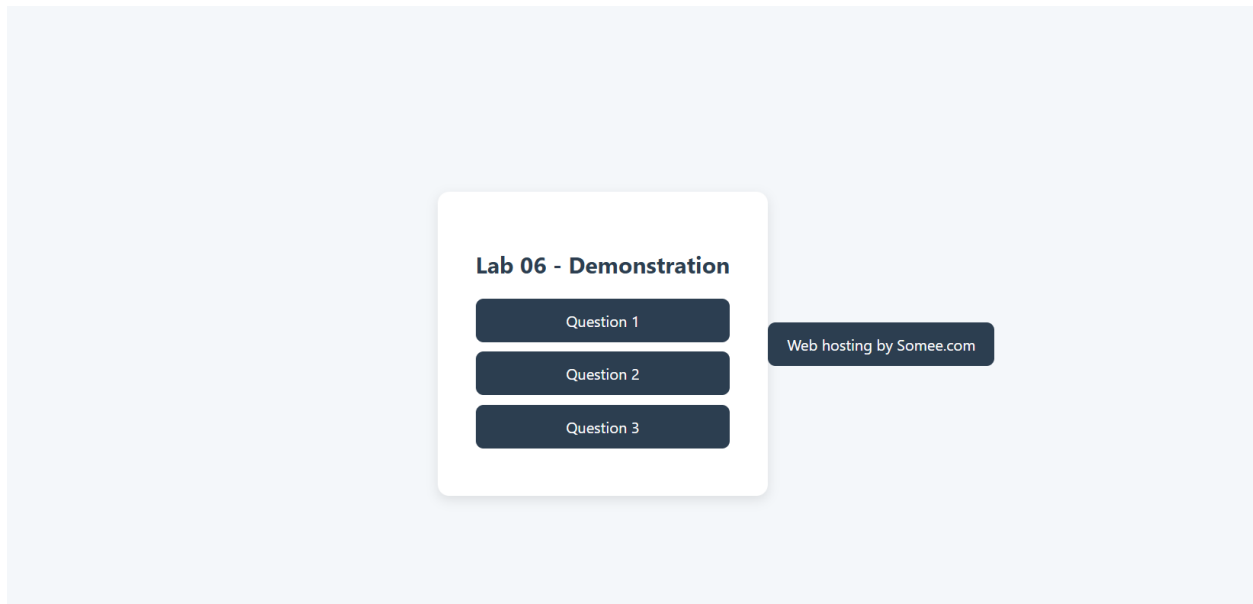 Lab 06 - Demonstration
Question 1
Question 2
Question 3
Web hosting by Somee.com